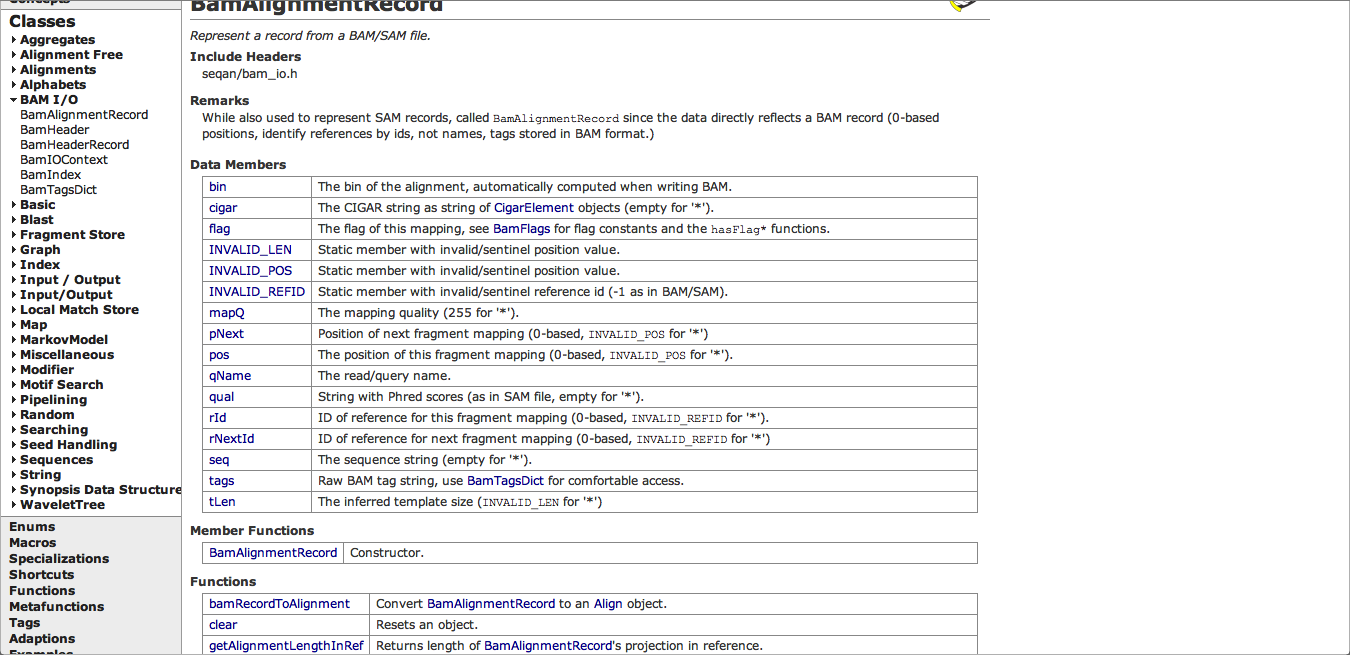 Concepts
Classes
Aggregates
Alignment Free
Alignments
Alphabets
BAM I/O
BamAlignmentRecord
BamHeader
BamHeaderRecord
BamIOContext
BamIndex
BamTagsDict
Basic
Blast
Fragment Store
Graph
Index
Input / Output
Input/Output
Local Match Store
Map
MarkovModel
Miscellaneous
Modifier
Motif Search
Pipelining
Random
Searching
Seed Handling
Sequences
String
Synopsis Data Structure
WaveletTree
Enums
Macros
Specializations
Shortcuts
Functions
Metafunctions
Tags
Adaptions
Examples
BamAlignmentRecord
Represent a record from a BAM/SAM file.
Include Headers
seqan/bam_io.h
Remarks
While also used to represent SAM records, called BamAlignmentRecord since the data directly reflects a BAM record (0-based
positions, identify references by ids, not names, tags stored in BAM format.)
Data Members
bin The bin of the alignment, automatically computed when writing BAM.
cigar The CIGAR string as string of CigarElement objects (empty for '*').
flag The flag of this mapping, see BamFlags for flag constants and the hasFlag* functions.
INVALID_LEN Static member with invalid/sentinel position value.
INVALID_POS Static member with invalid/sentinel position value.
INVALID_REFID Static member with invalid/sentinel reference id (-1 as in BAM/SAM).
mapQ The mapping quality (255 for '*').
pNext Position of next fragment mapping (0-based, INVALID_POS for '*')
pos The position of this fragment mapping (0-based, INVALID_POS for '*').
qName The read/query name.
qual String with Phred scores (as in SAM file, empty for '*').
rId ID of reference for this fragment mapping (0-based, INVALID_REFID for '*').
rNextId ID of reference for next fragment mapping (0-based, INVALID_REFID for '*')
seq The sequence string (empty for '*').
tags Raw BAM tag string, use BamTagsDict for comfortable access.
tLen The inferred template size (INVALID_LEN for '*')
Member Functions
BamAlignmentRecord Constructor.
Functions
bamRecordToAlignment Convert BamAlignmentRecord to an Align object.
clear Resets an object.
getAlignmentLengthInRef Returns length of BamAlignmentRecord's projection in reference.